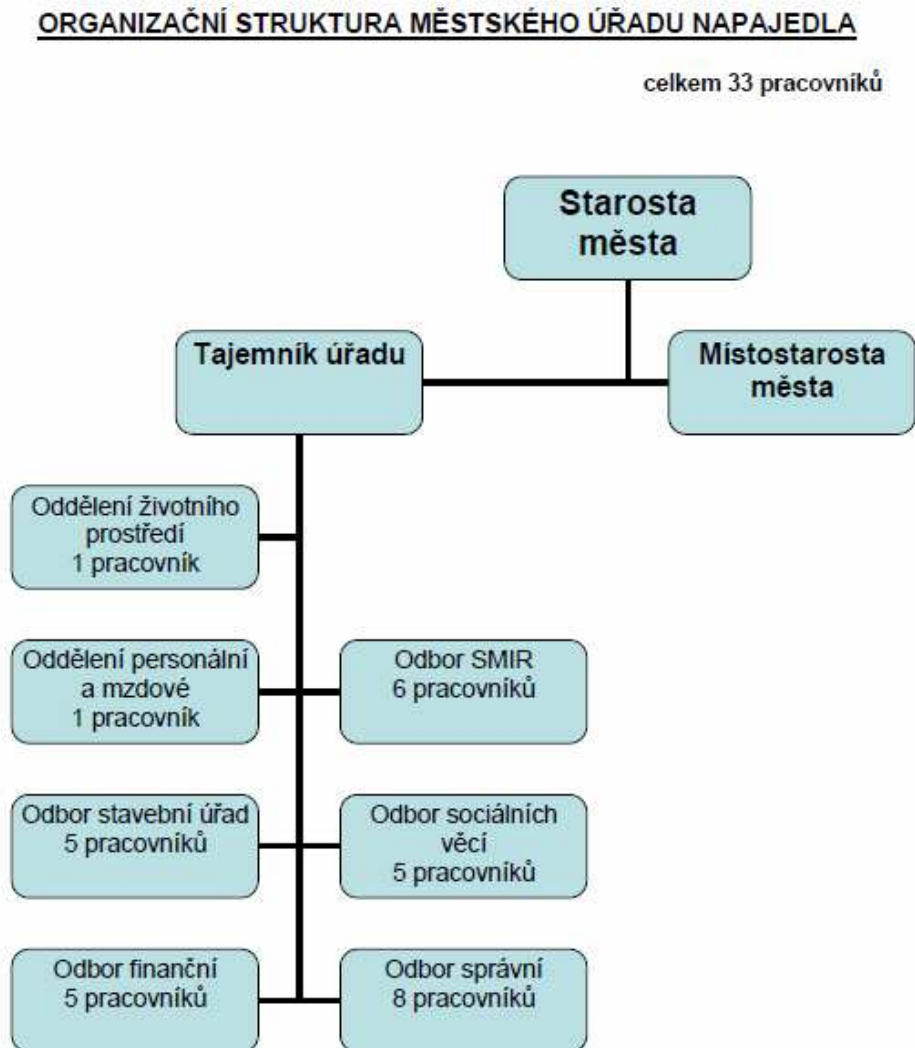 ORGANIZAČNÍ STRUKTURA MĚSTSKÉHO ÚŘADU NAPAJEDLA
celkem 33 pracovníků
Starosta
města
Tajemník úřadu
Místostarosta
města
Oddělení životního
prostředí
1 pracovník
Oddělení personální
a mzdové
1 pracovník
Odbor SMIR
6 pracovníků
Odbor stavební úřad
5 pracovníků
Odbor sociálních
věcí
5 pracovníků
Odbor finanční
5 pracovníků
Odbor správní
8 pracovníků